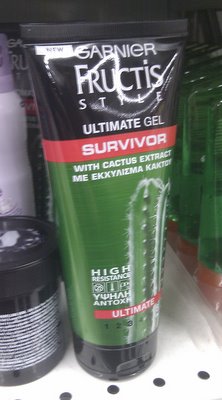 NEW
GARNIER
FRUCTIS
STYLE
ULTIMATE GEL
SURVIVOR
WITH CACTUS EXTRACT
ΜΕ ΕΚΧΥΛΙΣΜΑ ΚΑΚΤΟΥ
HIGH
RESISTANCE
ΥΨΗΛΗ
ΑΝΤΟΧΗ
ULTIMATE
1 2 3